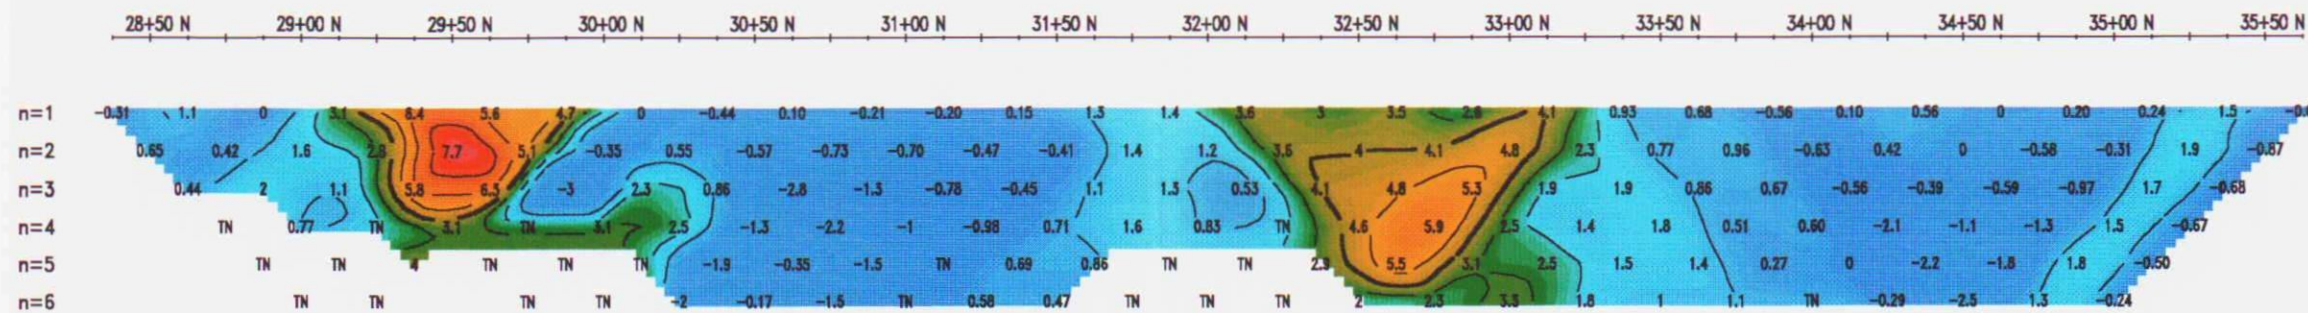 28+50 N 29+00 N 29+50 N 30+00 N 30+50 N 31+00 N 31+50 N 32+00 N 32+50 N 33+00 N 33+50 N 34+00 N 34+50 N 35+00 N 35+50 N
n=1 -0.31 1.1 0 3.1 6.4 5.6 4.7 0 -0.44 0.10 -0.21 -0.20 0.15 1.3 1.4 3.6 3 3.5 2.6 4.1 0.93 0.68 -0.56 0.10 0.56 0 0.20 0.24 1.5
n=2 0.65 0.42 1.6 2.8 7.7 5.1 -0.35 0.55 -0.57 -0.73 -0.70 -0.47 -0.41 1.4 1.2 3.6 4 4.1 4.8 2.3 0.77 0.96 -0.63 0.42 0 -0.58 -0.31 1.9 -0.87
n=3 0.44 2 1.1 5.8 6.5 -3 2.3 0.86 -2.8 -1.5 -0.78 -0.45 1.1 1.5 0.53 4.1 4.8 5.3 1.9 1.9 0.86 0.67 -0.56 -0.39 -0.59 -0.97 1.7 -0.68
n=4 TN 0.77 TN 3.1 TN 3.1 2.5 -1.3 -2.2 -1 -0.98 0.71 1.6 0.83 TN 4.6 5.9 2.5 1.4 1.8 0.51 0.60 -2.1 -1.1 -1.3 1.5 -0.67
n=5 TN TN 4 TN TN TN -1.9 -0.35 -1.5 TN 0.69 0.86 TN TN 2.9 5.5 3.1 2.5 1.5 1.4 0.27 0 -2.2 -1.8 1.8 -0.50
n=6 TN TN TN TN -2 -0.17 -1.5 TN 0.58 0.47 TN TN TN 2 2.3 3.3 1.8 1 1.1 TN -0.29 -2.5 1.3 -0.24